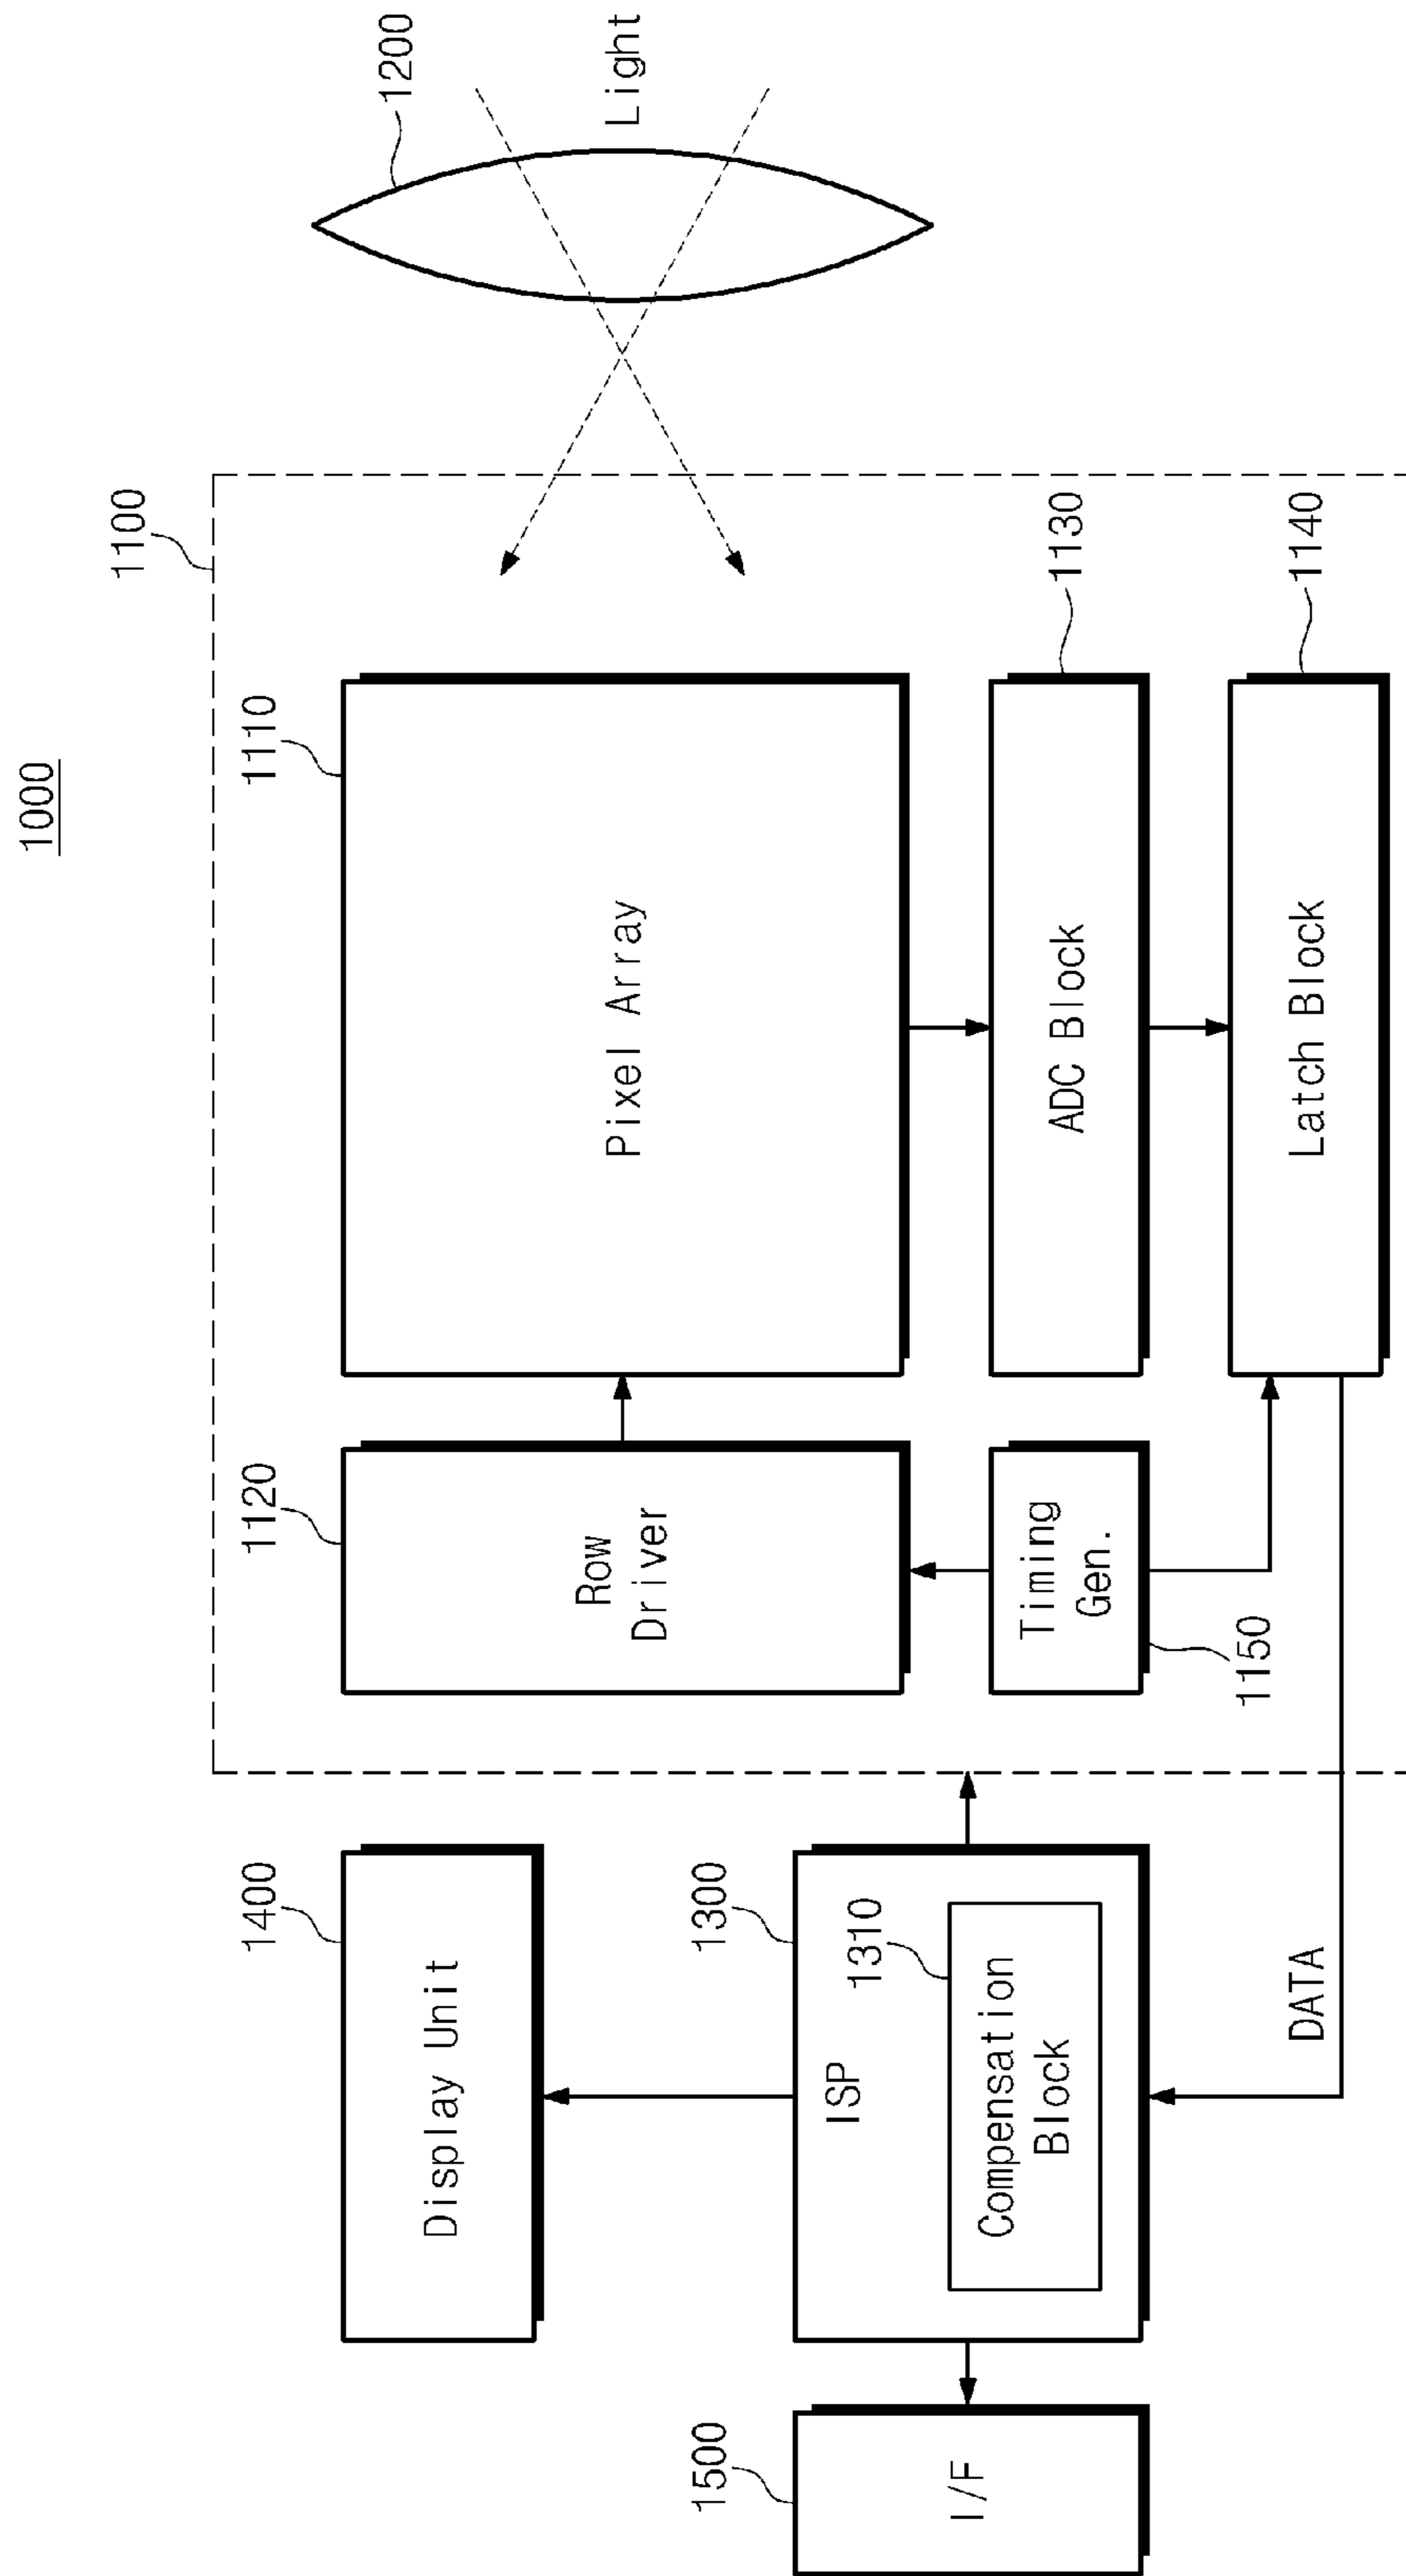 1000
1100
1200
Light
1110
Pixel Array
1120
Row
Driver
1130
ADC Block
1140
Latch Block
Timing
Gen.
1150
1400
Display Unit
1300
ISP
1310
Compensation
Block
DATA
1500
I/F